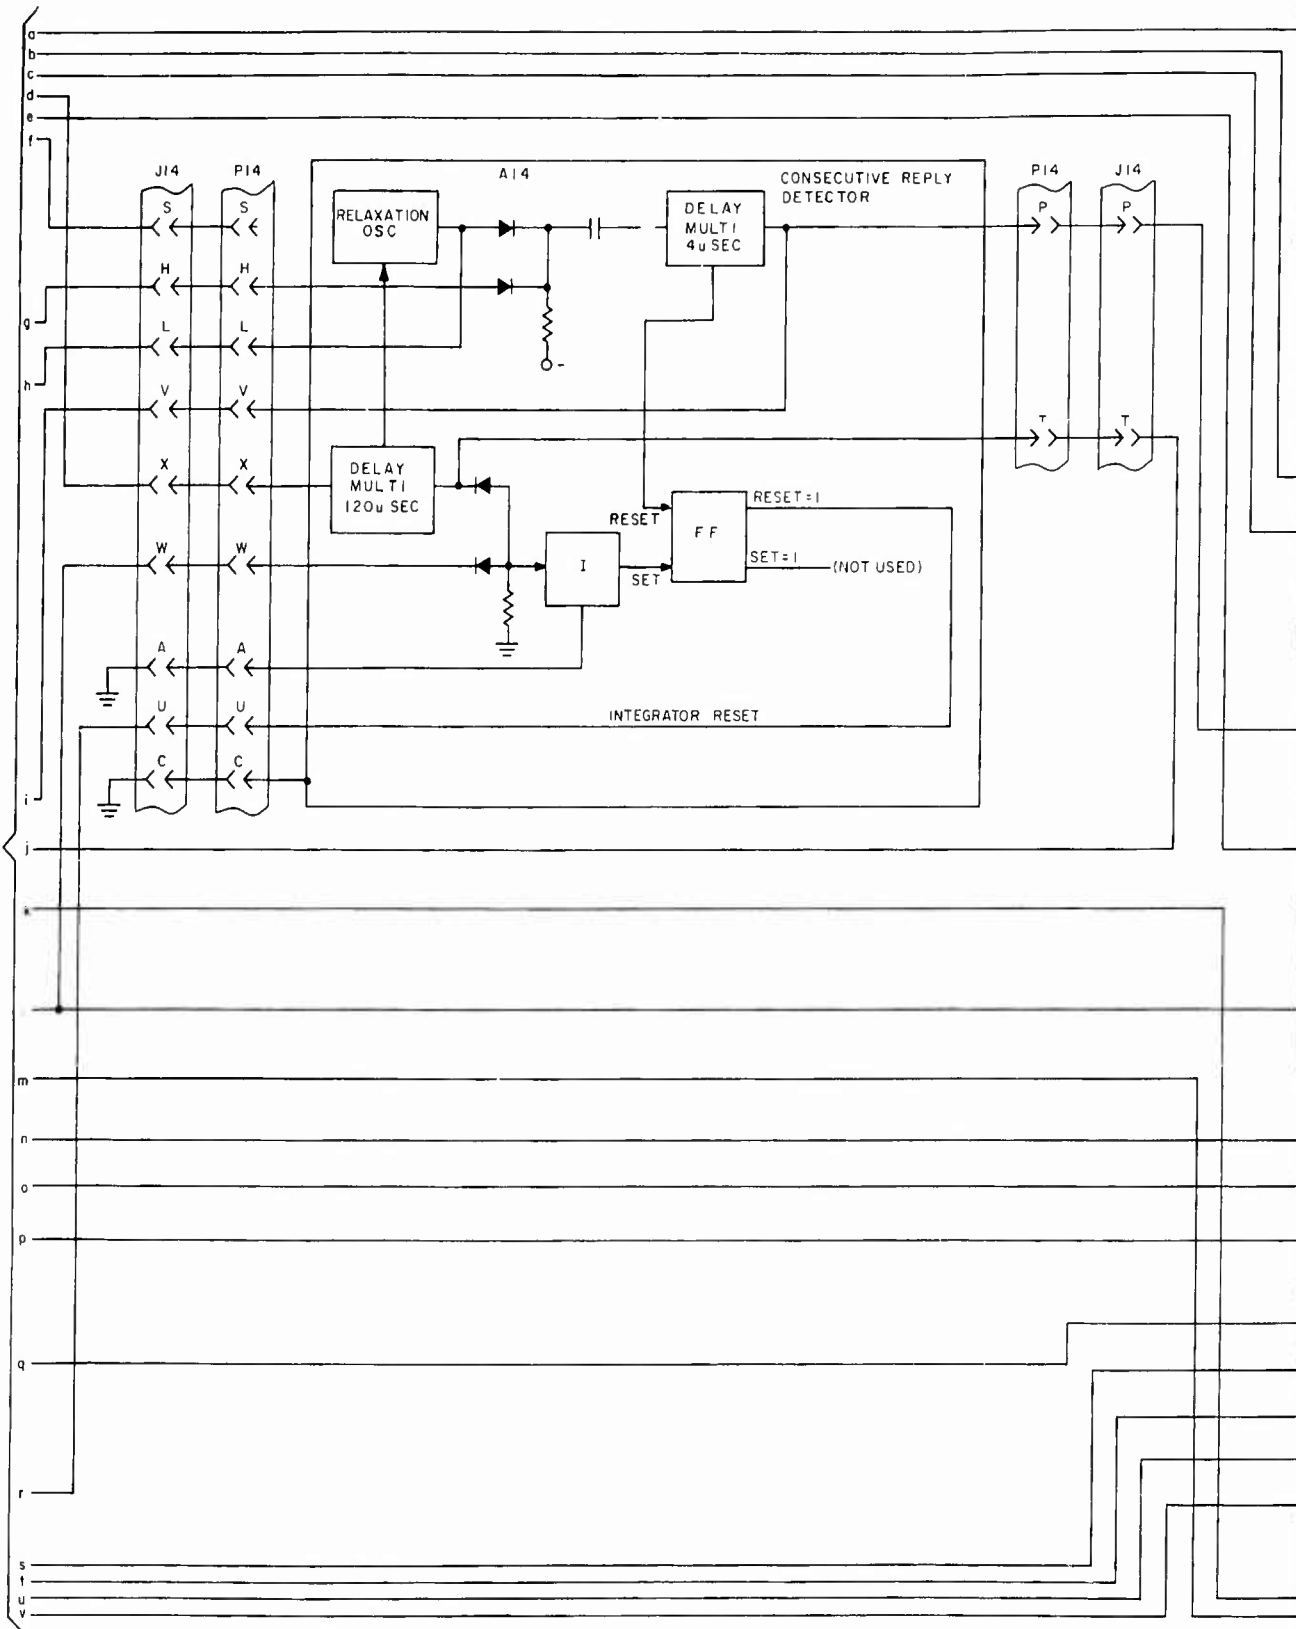 a
b
c
d
e
f
J14
P14
A14
CONSECUTIVE REPLY
DETECTOR
P14
J14
S
S
RELAXATION
OSC
DELAY
MULTI
4u SEC
P
P
H
H
g
L
L
h
V
V
T
X
X
DELAY
MULTI
120u SEC
RESET=1
RESET
FF
W
W
I
SET
SET=1
(NOT USED)
A
A
U
U
INTEGRATOR RESET
C
C
i
j
k
m
n
o
p
q
r
s
t
u
v